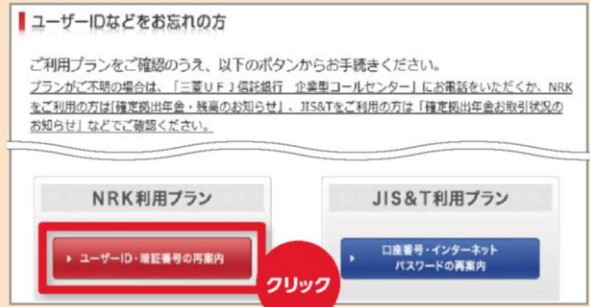 ユーザーIDなどをお忘れの方
ご利用プランをご確認のうえ、以下のボタンからお手続きください。
プランがご不明の場合は、「三菱UFJ信託銀行 企業型コールセンター」にお電話をいただくか、NRK
をご利用の方は「確定拠出年金・残高のお知らせ」、JIS&Tをご利用の方は「確定拠出年金お取引状況の
お知らせ」などでご確認ください。
NRK利用プラン
JIS&T利用プラン
ユーザーID・暗証番号の再案内
口座番号・インターネット
パスワードの再案内
クリック